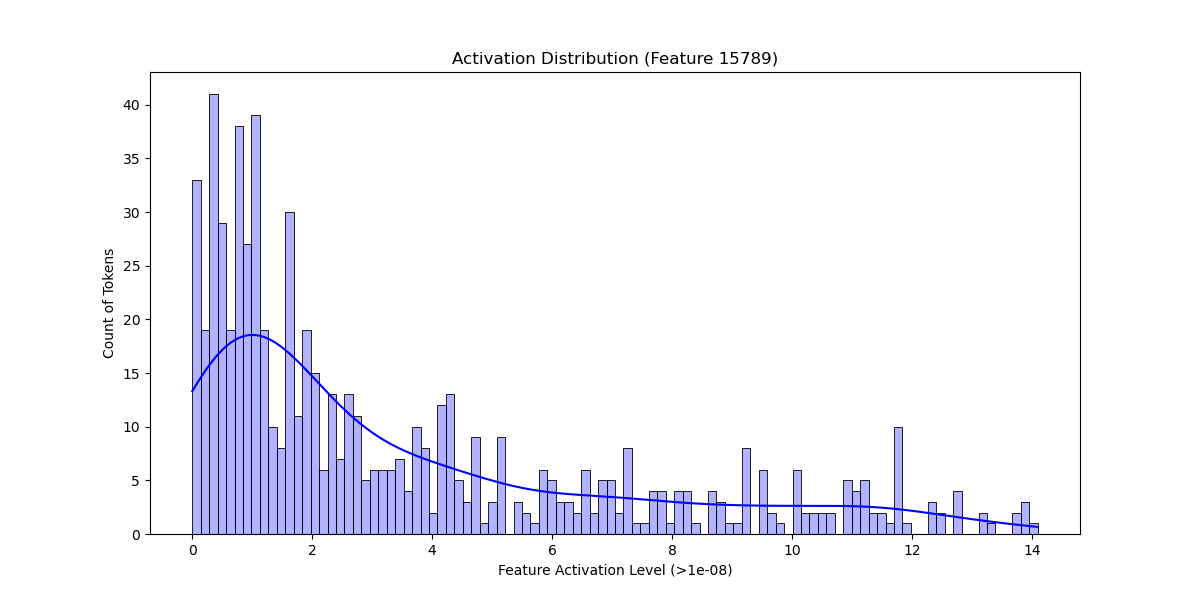 Activation Distribution (Feature 15789)
40
35
30
25
20
15
10
5
0
Count of Tokens
0 2 4 6 8 10 12 14
Feature Activation Level (>1e-08)